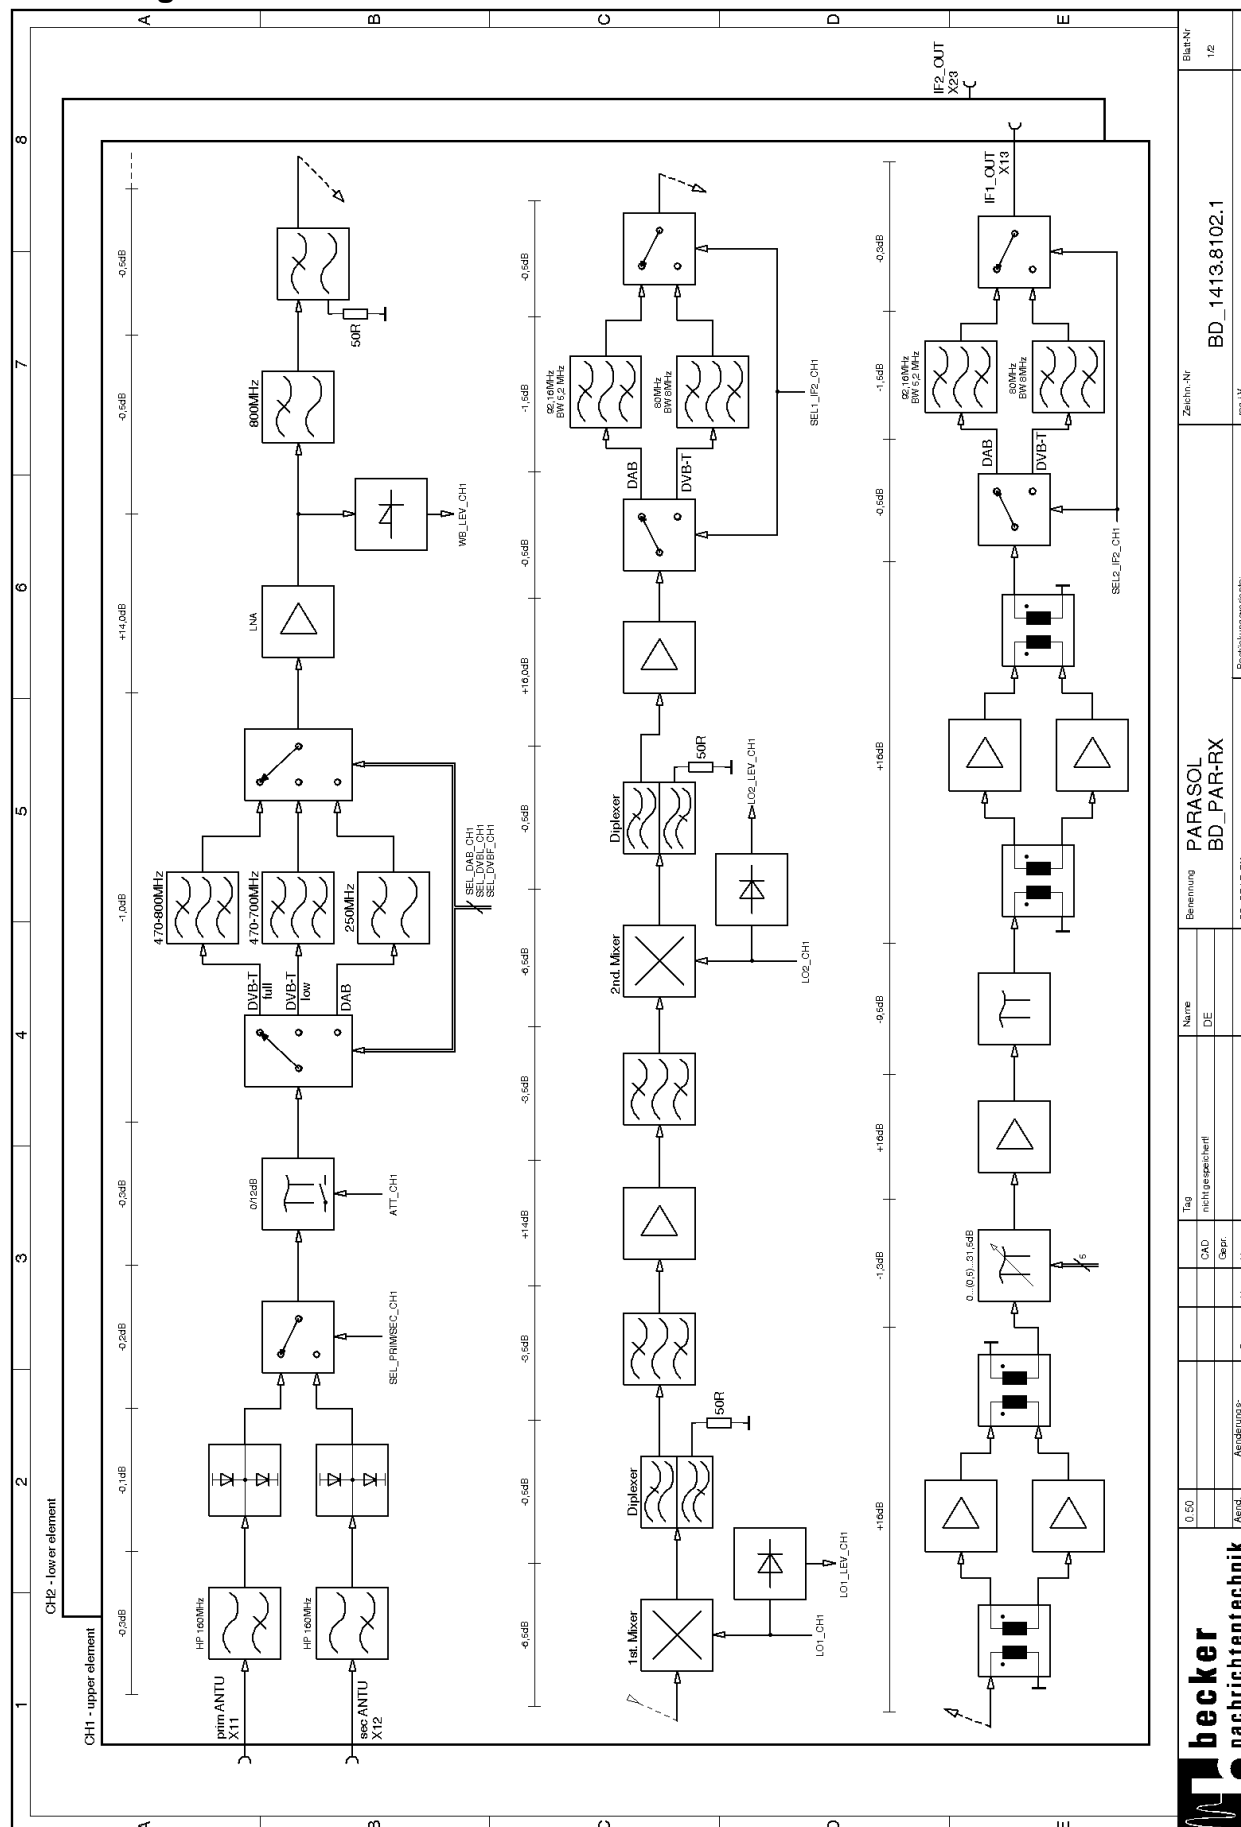 A
B
C
D
E
8
7
6
5
4
3
2
1
CH2 - lower element
CH1 - upper element
prim ANTU
X11
sec ANTU
X12
-0,3dB
-0,1dB
-0,2dB
-0,3dB
-1,0dB
-1,0dB
+14,0dB
-0,5dB
-0,5dB
HP 160MHz
HP 160MHz
SEL_PRIM/SEC_CH1
0/12dB
ATT_CH1
DVB-T
full
DVB-T
low
DAB
470-800MHz
470-700MHz
250MHz
SEL_DAB_CH1
SEL_DVBL_CH1
SEL_DVBF_CH1
LNA
WB_LEV_CH1
800MHz
50R
-6,5dB
-0,5dB
-3,5dB
+14dB
-3,5dB
-6,5dB
-0,5dB
+16,0dB
-0,5dB
-1,5dB
-0,5dB
1st. Mixer
LO1_CH1
LO1_LEV_CH1
Diplexer
50R
2nd. Mixer
LO2_CH1
LO2_LEV_CH1
Diplexer
50R
DAB
DVB-T
92,16MHz
BW 5,2 MHz
80MHz
BW 8MHz
SEL1_IF2_CH1
+16dB
-1,3dB
+16dB
-9,5dB
+16dB
-0,5dB
-1,5dB
-0,3dB
0...(0,5)...31,5dB
6
DAB
DVB-T
92,16MHz
BW 5,2 MHz
80MHz
BW 8MHz
SEL2_IF2_CH1
IF1_OUT
X13
IF2_OUT
X23
becker
nachrichtentechnik
0.50
Aend.
Aenderungs-
Tag
Name
CAD
nicht gespeichert!
DE
Gepr.
Benennung
PARASOL
BD_PAR-RX
Zeichn.-Nr
BD_1413.8102.1
Blatt-Nr
1/2